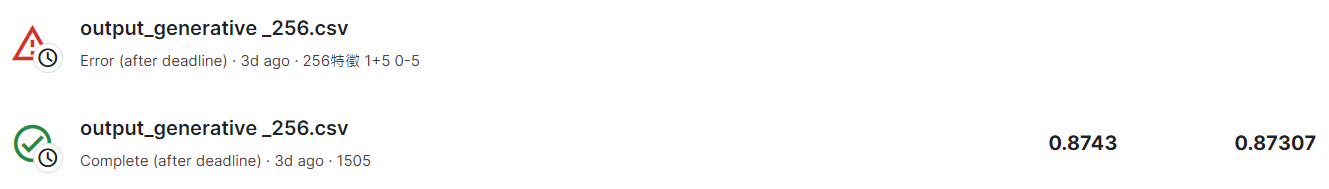 output_generative _256.csv
Error (after deadline) · 3d ago · 256特徵 1+5 0-5
output_generative _256.csv
0.8743 0.87307
Complete (after deadline) · 3d ago · 1505